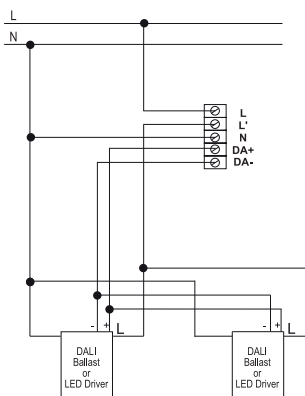 L
N
L
L'
N
DA+
DA-
- + L
- + L
DALI
Ballast
or
LED Driver
DALI
Ballast
or
LED Driver